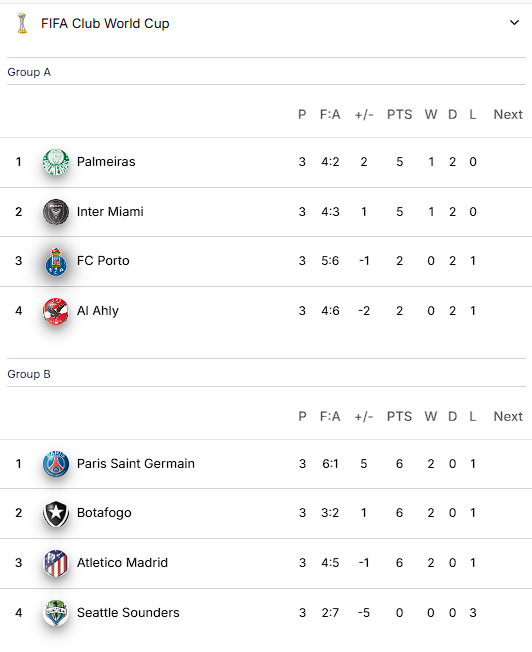 FIFA Club World Cup
Group A
P F:A +/- PTS W D L Next
1 Palmeiras 3 4:2 2 5 1 2 0
2 Inter Miami 3 4:3 1 5 1 2 0
3 FC Porto 3 5:6 -1 2 0 2 1
4 Al Ahly 3 4:6 -2 2 0 2 1
Group B
P F:A +/- PTS W D L Next
1 Paris Saint Germain 3 6:1 5 6 2 0 1
2 Botafogo 3 3:2 1 6 2 0 1
3 Atletico Madrid 3 4:5 -1 6 2 0 1
4 Seattle Sounders 3 2:7 -5 0 0 0 3